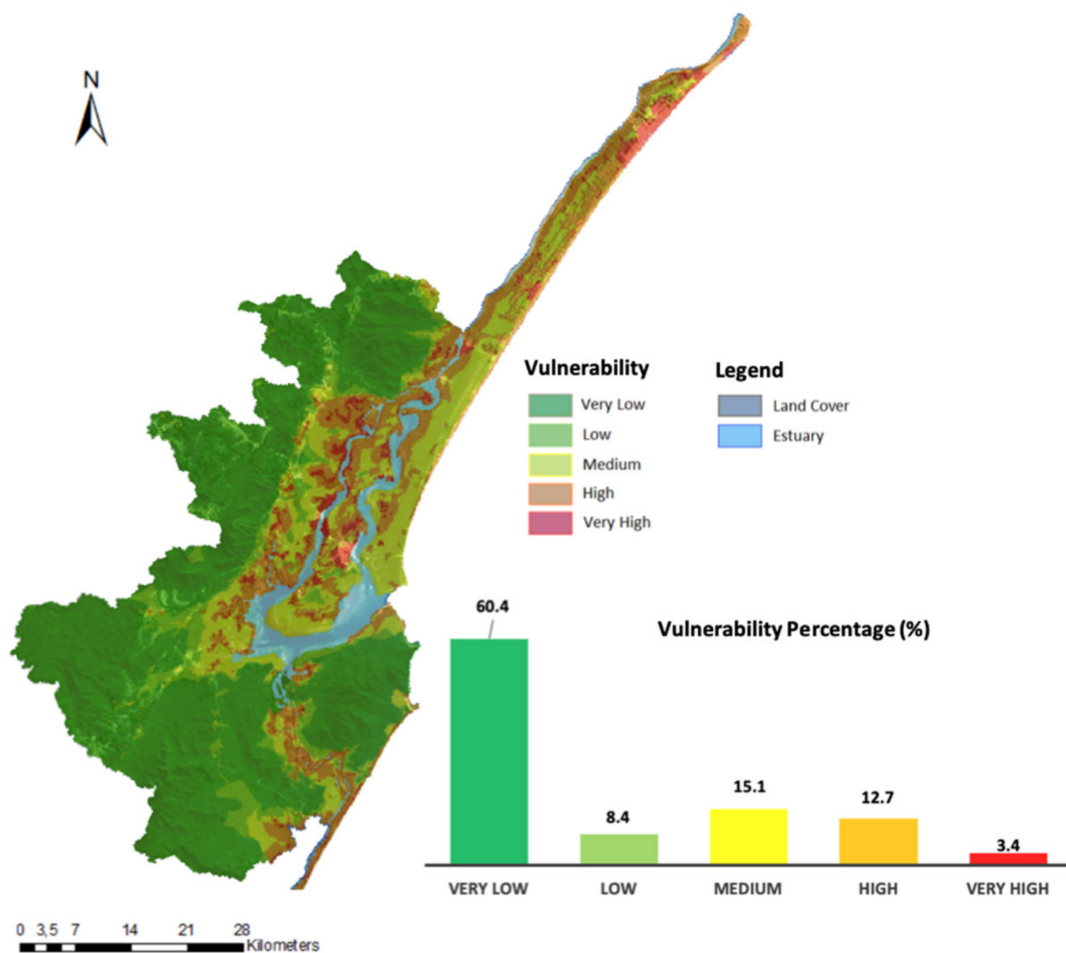 N
Vulnerability
Very Low
Low
Medium
High
Very High
Legend
Land Cover
Estuary
Vulnerability Percentage (%)
60.4
8.4
15.1
12.7
3.4
VERY LOW LOW MEDIUM HIGH VERY HIGH
0 3,5 7 14 21 28
Kilometers